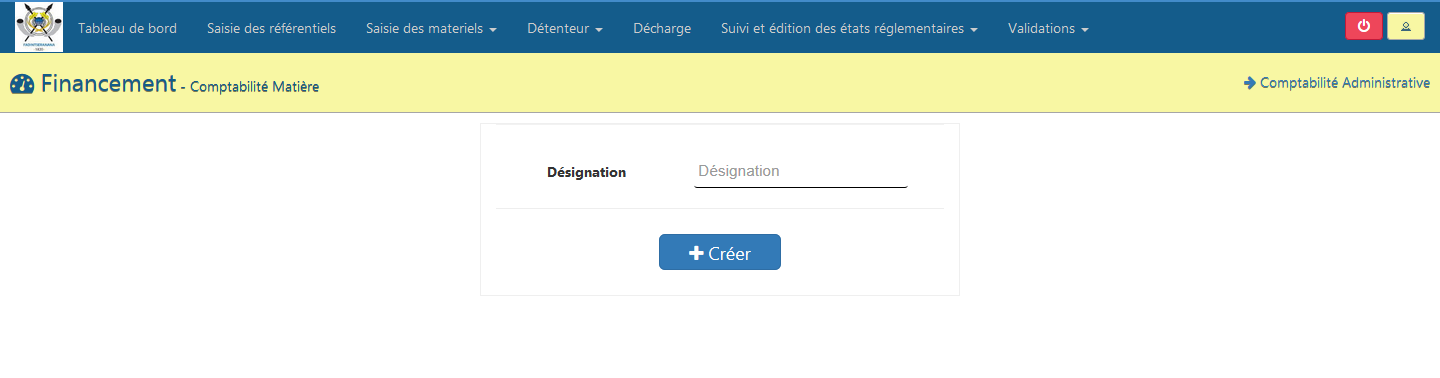 Tableau de bord Saisie des référentiels Saisie des materiels Détenteur Décharge Suivi et édition des états réglementaires Validations
Financement - Comptabilité Matière
Comptabilité Administrative
Désignation Désignation
Créer